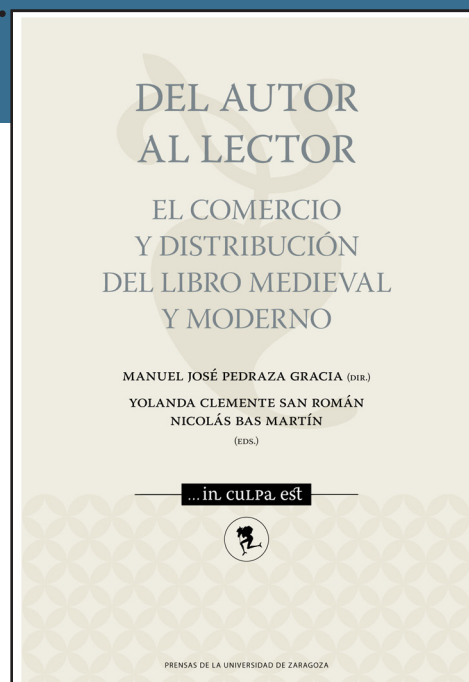 DEL AUTOR
AL LECTOR
EL COMERCIO
Y DISTRIBUCIÓN
DEL LIBRO MEDIEVAL
Y MODERNO
MANUEL JOSÉ PEDRAZA GRACIA (DIR.)
YOLANDA CLEMENTE SAN ROMÁN
NICOLÁS BAS MARTÍN
(EDS.)
...in culpa est
PRENSAS DE LA UNIVERSIDAD DE ZARAGOZA